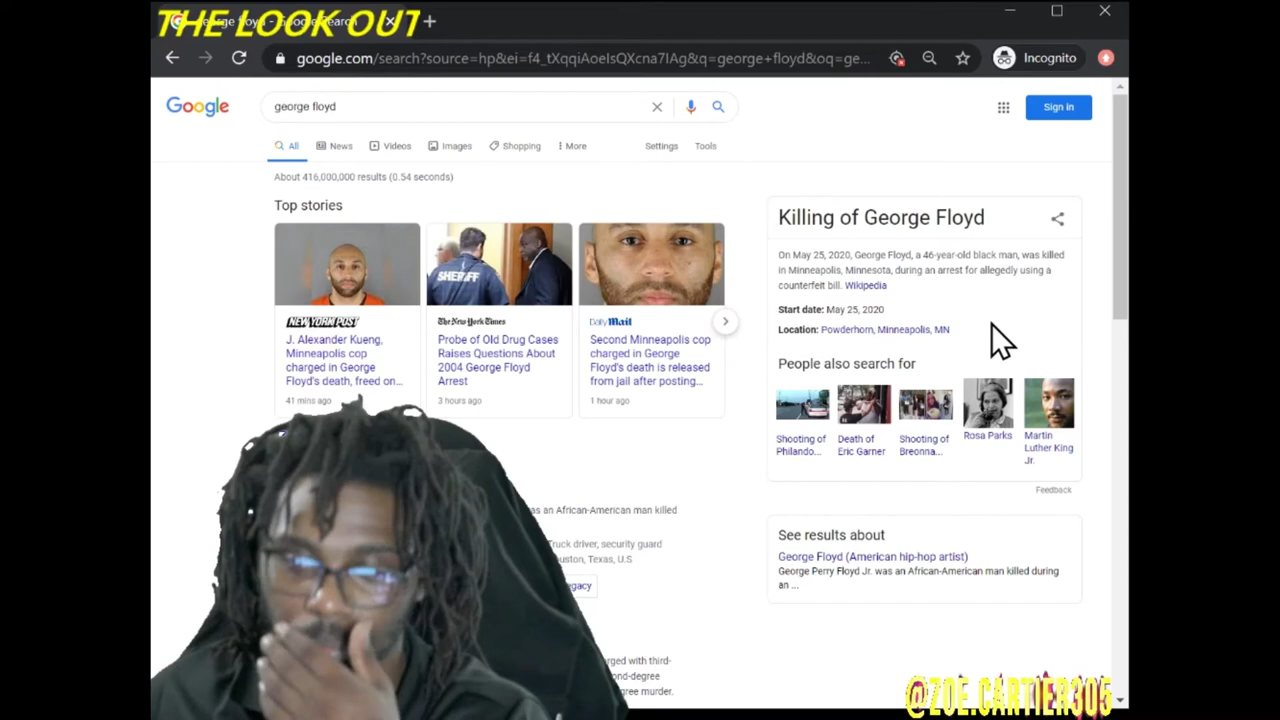 THE LOOK OUT
george floyd - Google Search
google.com/search?source=hp&ei=f4_tXqqiAoeIsQXcna7IAg&q=george+floyd&oq=ge...
Incognito
Google
george floyd
Sign in
All
News
Videos
Images
Shopping
More
Settings
Tools
About 416,000,000 results (0.54 seconds)
Top stories
SHERIFF
NEW YORK POST
J. Alexander Kueng,
Minneapolis cop
charged in George
Floyd's death, freed on...
41 mins ago
The New York Times
Probe of Old Drug Cases
Raises Questions About
2004 George Floyd
Arrest
3 hours ago
Daily Mail
Second Minneapolis cop
charged in George
Floyd's death is released
from jail after posting...
1 hour ago
as an African-American man killed
Truck driver, security guard
ouston, Texas, U.S
egacy
rged with third-
ond-degree
egree murder.
Killing of George Floyd
On May 25, 2020, George Floyd, a 46-year-old black man, was killed
in Minneapolis, Minnesota, during an arrest for allegedly using a
counterfeit bill. Wikipedia
Start date: May 25, 2020
Location: Powderhorn, Minneapolis, MN
People also search for
Shooting of
Philando...
Death of
Eric Garner
Shooting of
Breonna...
Rosa Parks
Martin
Luther King
Jr.
Feedback
See results about
George Floyd (American hip-hop artist)
George Perry Floyd Jr. was an African-American man killed during
an ...
@ZOE.CARTIER305